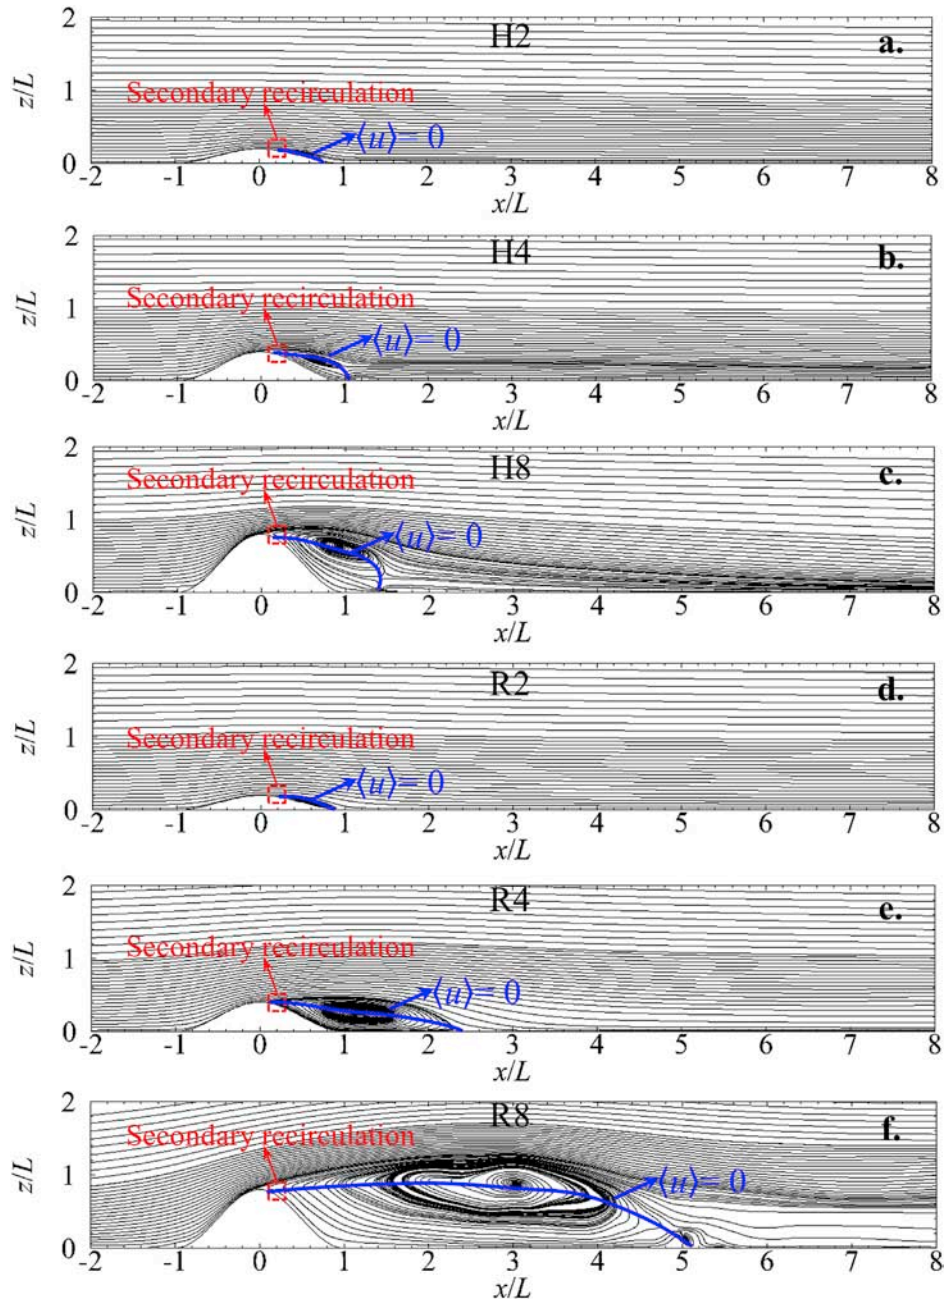 2
H2
a.
z/L
1
Secondary recirculation
⟨u⟩= 0
0
-2 -1 0 1 2 3 4 5 6 7 8
x/L
2
H4
b.
z/L
1
Secondary recirculation
⟨u⟩= 0
0
-2 -1 0 1 2 3 4 5 6 7 8
x/L
2
H8
c.
z/L
Secondary recirculation
1
⟨u⟩= 0
0
-2 -1 0 1 2 3 4 5 6 7 8
x/L
2
R2
d.
z/L
1
Secondary recirculation
⟨u⟩= 0
0
-2 -1 0 1 2 3 4 5 6 7 8
x/L
2
R4
e.
z/L
Secondary recirculation
1
⟨u⟩= 0
0
-2 -1 0 1 2 3 4 5 6 7 8
x/L
2
R8
f.
z/L
Secondary recirculation
1
⟨u⟩= 0
0
-2 -1 0 1 2 3 4 5 6 7 8
x/L